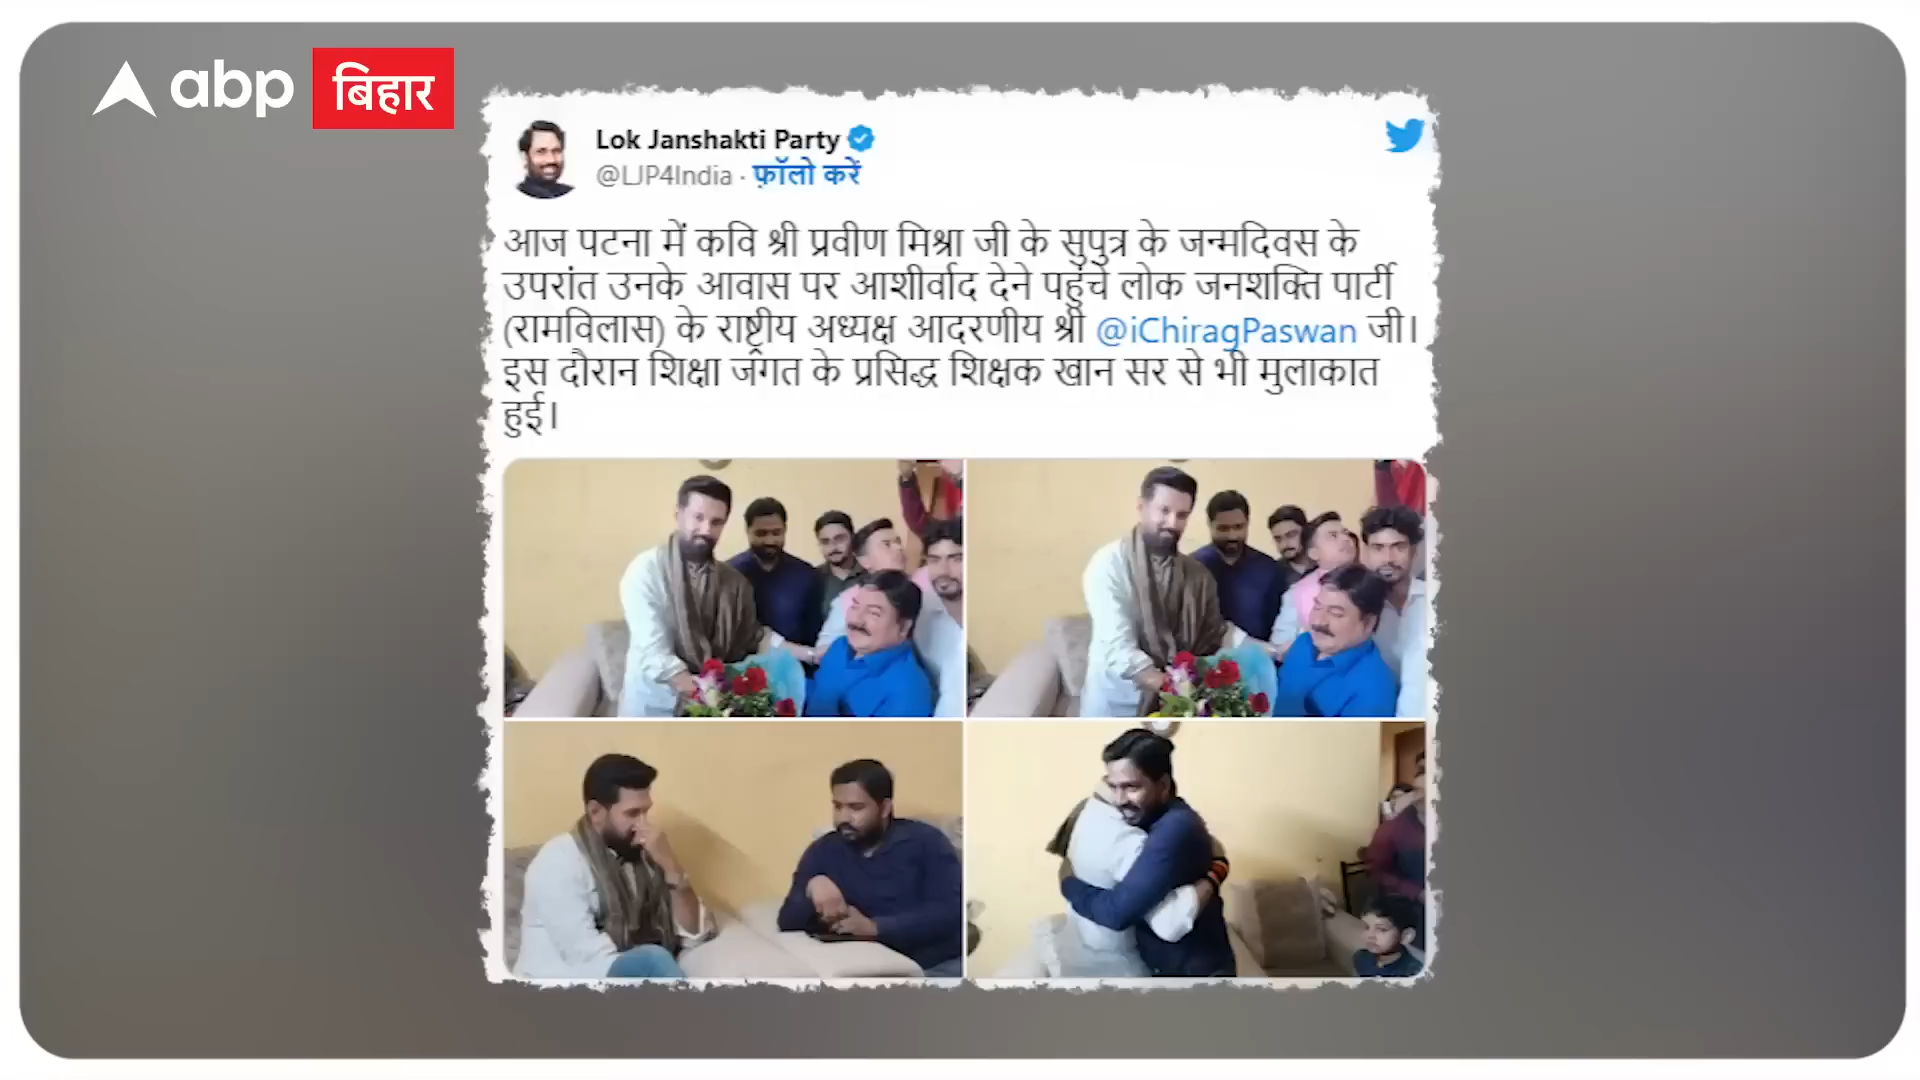 abp बिहार
Lok Janshakti Party
@LJP4India · फ़ॉलो करें
आज पटना में कवि श्री प्रवीण मिश्रा जी के सुपुत्र के जन्मदिवस के
उपरांत उनके आवास पर आशीर्वाद देने पहुंचे लोक जनशक्ति पार्टी
(रामविलास) के राष्ट्रीय अध्यक्ष आदरणीय श्री @iChiragPaswan जी।
इस दौरान शिक्षा जगत के प्रसिद्ध शिक्षक खान सर से भी मुलाकात
हुई।